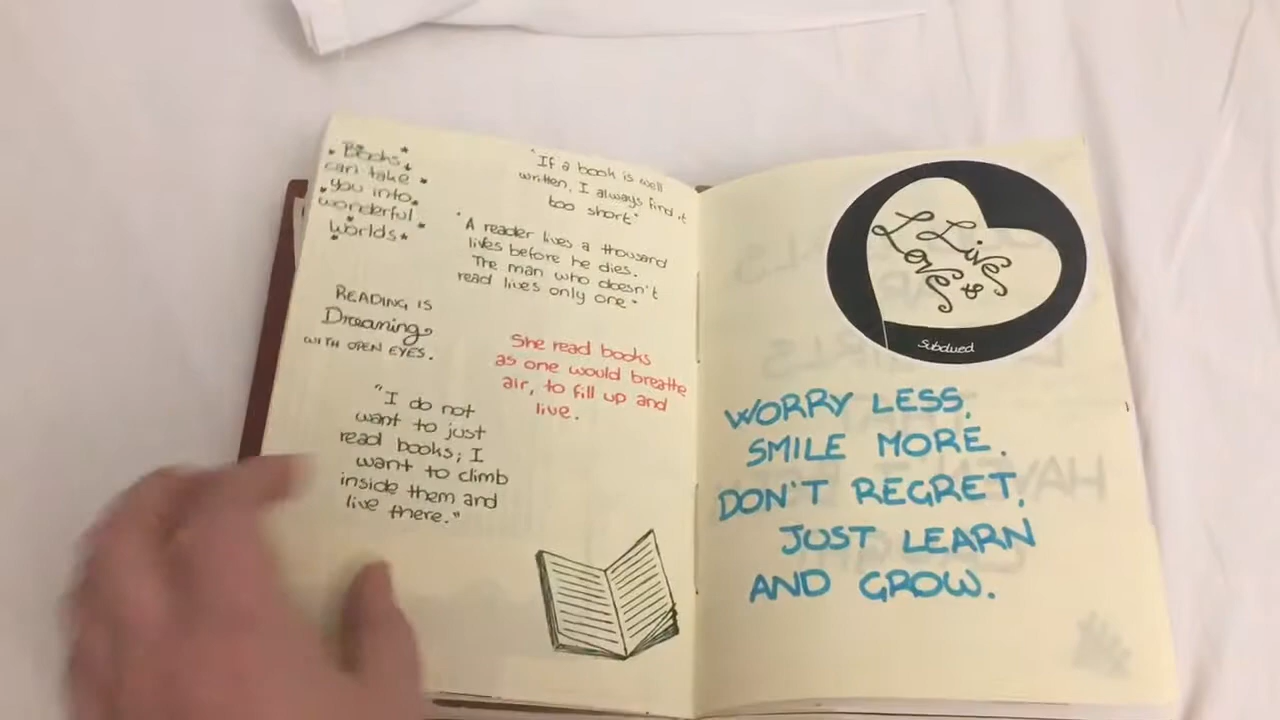 Books
can take
you into
wonderful
worlds
"If a book is well
written, I always find it
too short"
"A reader lives a thousand
lives before he dies.
The man who doesn't
read lives only one"
READING IS
Dreaming
WITH OPEN EYES.
She read books
as one would breathe
air, to fill up and
live.
"I do not
want to just
read books; I
want to climb
inside them and
live there."
Live
&
Love
Subdued
WORRY LESS,
SMILE MORE.
DON'T REGRET,
JUST LEARN
AND GROW.